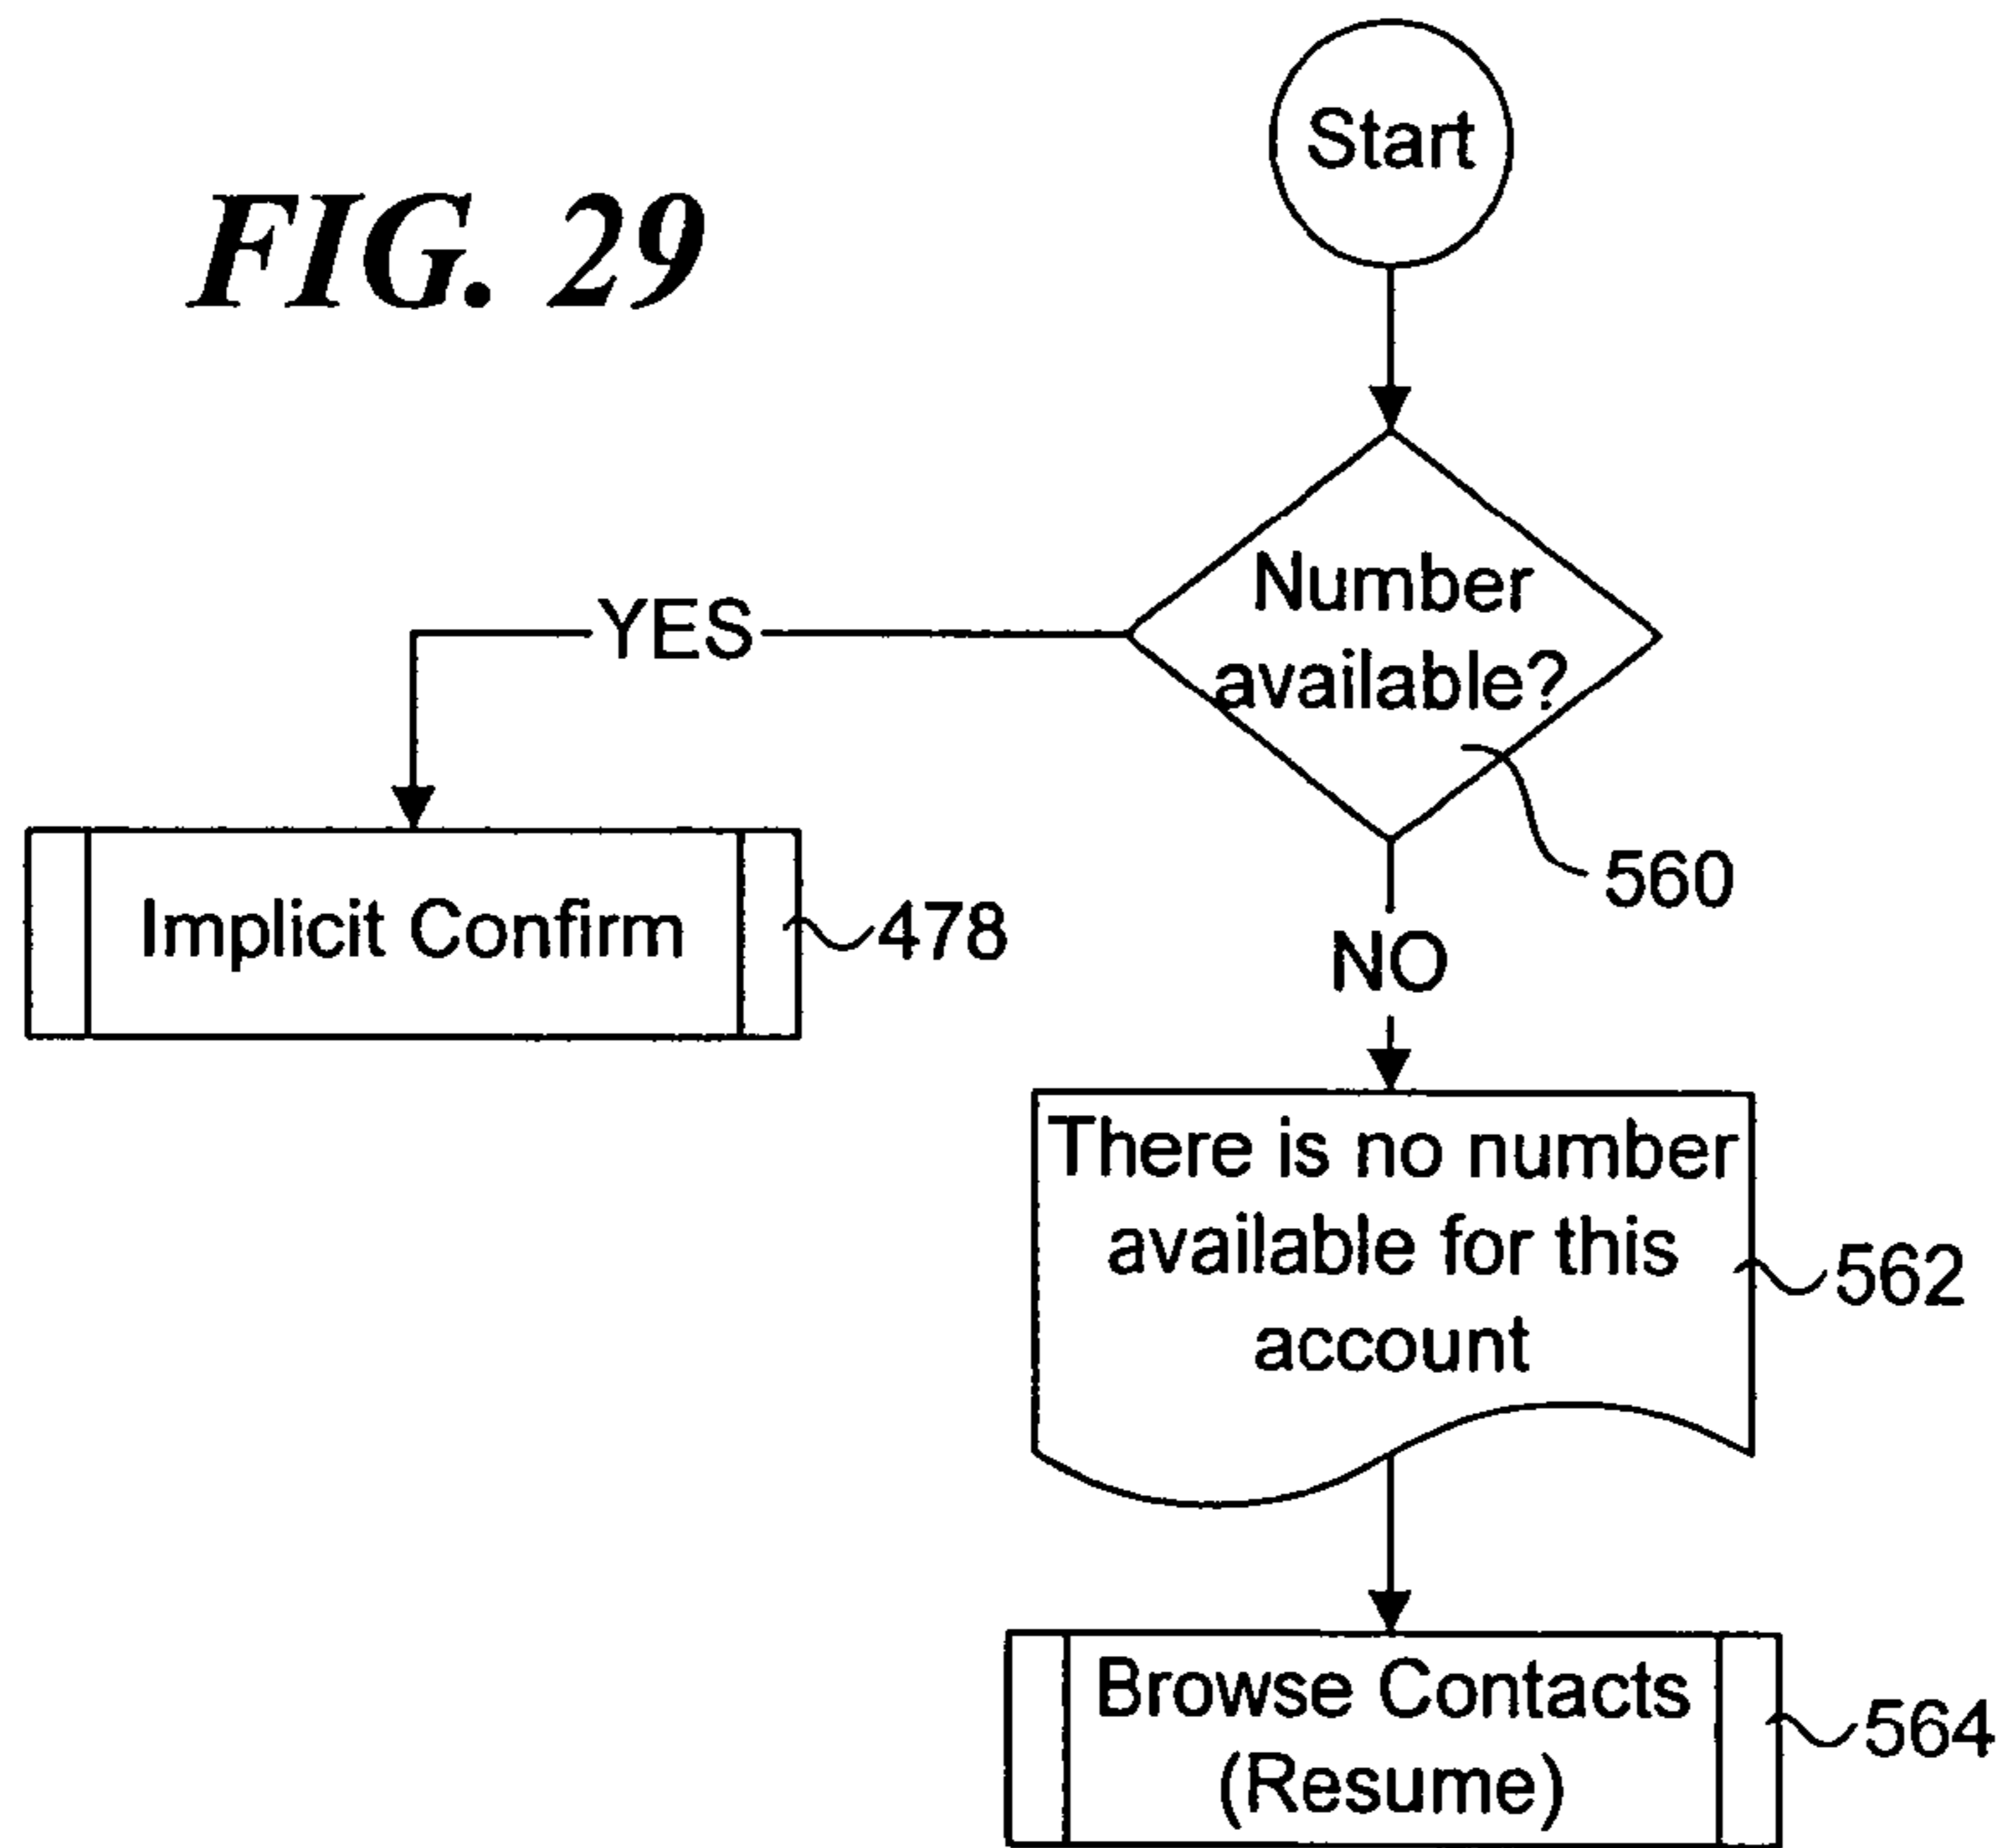 FIG. 29
Start
Number
available?
560
YES
Implicit Confirm
478
NO
There is no number
available for this
account
562
Browse Contacts
(Resume)
564